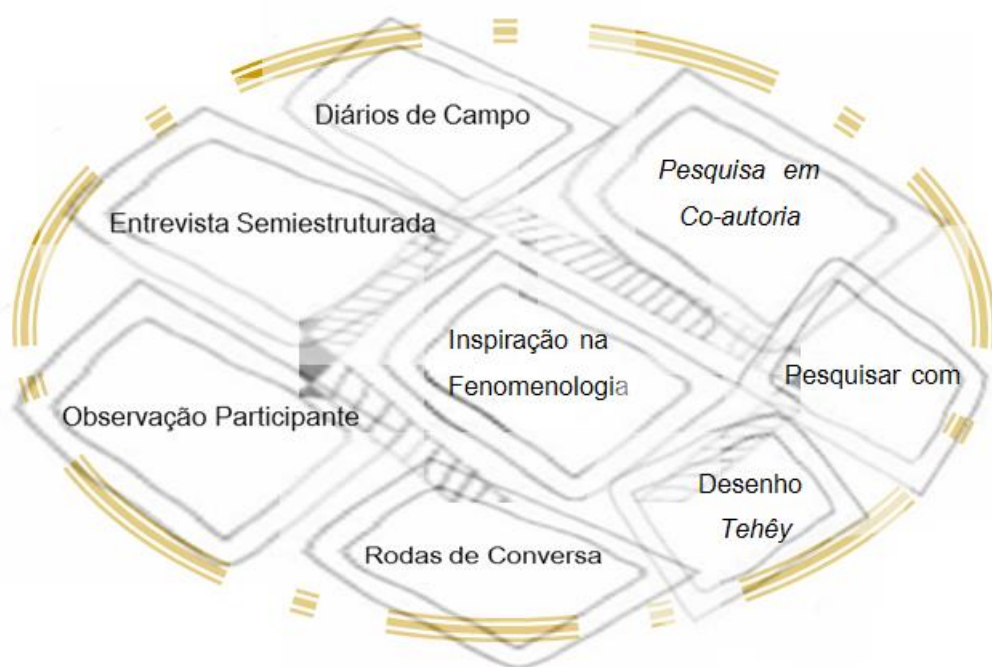 Diários de Campo
Pesquisa em
Co-autoria
Entrevista Semiestruturada
Inspiração na
Fenomenologia
Pesquisar com
Observação Participante
Desenho
Tehêy
Rodas de Conversa